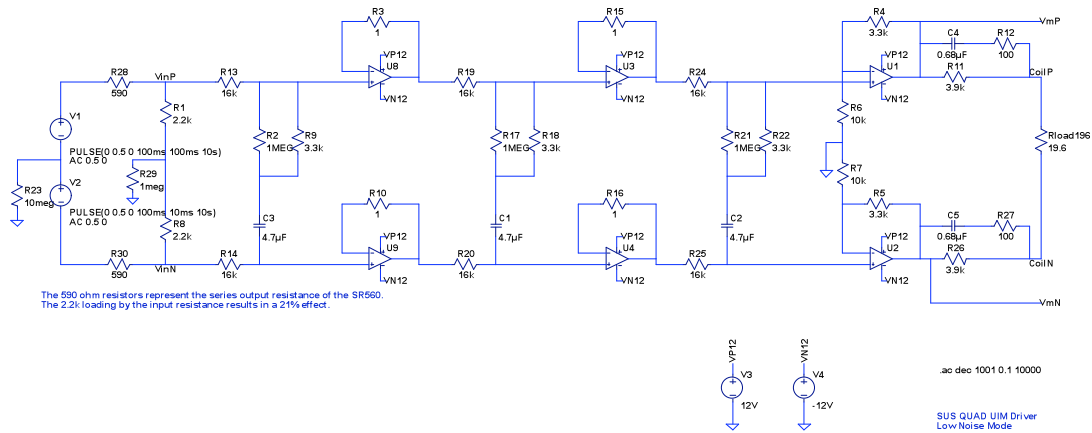 R3
1
R15
1
R4
3.3k
VmP
C4
0.68µF
R12
100
VP12
U8
VN12
VP12
U3
VN12
VP12
U1
VN12
R28
590
VinP
R13
16k
R19
16k
R24
16k
R11
3.9k
CoilP
V1
R1
2.2k
R2
1MEG
R9
3.3k
R17
1MEG
R18
3.3k
R21
1MEG
R22
3.3k
R6
10k
Rload196
19.6
PULSE(0 0.5 0 100ms 100ms 10s)
AC 0.5 0
R23
10meg
V2
R29
1meg
R7
10k
PULSE(0 0.5 0 100ms 10ms 10s)
AC 0.5 0
R8
2.2k
C3
4.7µF
R10
1
C1
4.7µF
R16
1
C2
4.7µF
R5
3.3k
C5
0.68µF
R27
100
VP12
U9
VN12
VP12
U4
VN12
VP12
U2
VN12
R30
590
VinN
R14
16k
R20
16k
R25
16k
R26
3.9k
CoilN
VmN
The 590 ohm resistors represent the series output resistance of the SR560.
The 2.2k loading by the input resistance results in a 21% effect.
VP12
V3
12V
VN12
V4
-12V
.ac dec 1001 0.1 10000
SUS QUAD UIM Driver
Low Noise Mode